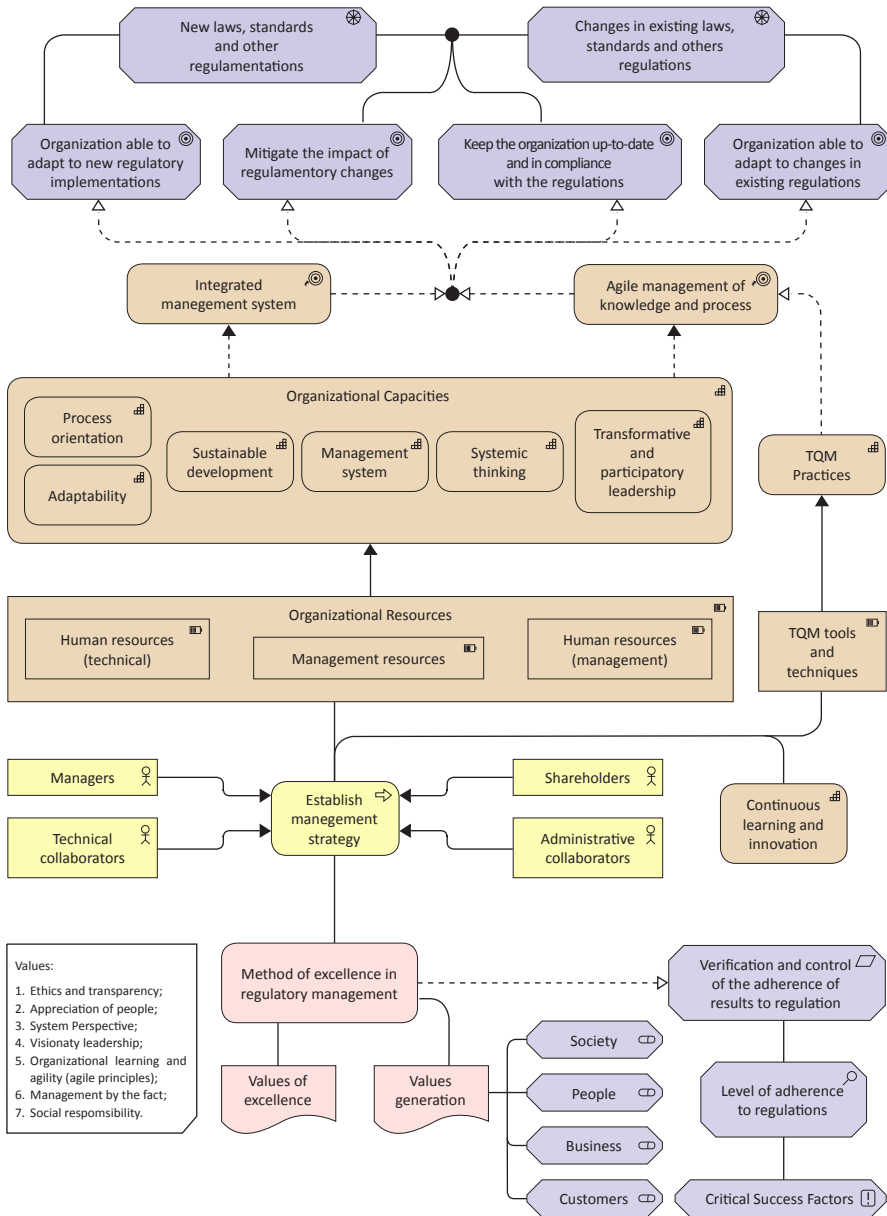 New laws, standards
and other
regulamentations
Changes in existing laws,
standards and others
regulations
Organization able to
adapt to new regulatory
implementations
Mitigate the impact of
regulamentory changes
Keep the organization up-to-date
and in compliance
with the regulations
Organization able to
adapt to changes in
existing regulations
Integrated
manegement system
Agile management of
knowledge and process
Organizational Capacities
Process
orientation
Adaptability
Sustainable
development
Management
system
Systemic
thinking
Transformative
and
participatory
leadership
TQM
Practices
Organizational Resources
Human resources
(technical)
Management resources
Human resources
(management)
TQM tools
and
techniques
Managers
Technical
collaborators
Establish
manegement
strategy
Shareholders
Administrative
collaborators
Continuous
learning and
innovation
Values:
1. Ethics and transparency;
2. Appreciation of people;
3. System Perspective;
4. Visionaty leadership;
5. Organizational learning and
agility (agile principles);
6. Management by the fact;
7. Social respomsibility.
Method of excellence in
regulatory management
Values of
excellence
Values
generation
Society
People
Business
Customers
Verification and control
of the adherence of
results to regulation
Level of adherence
to regulations
Critical Success Factors